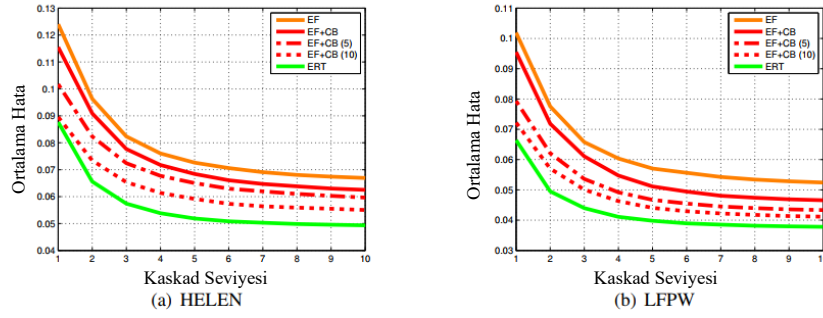 0.13
0.12
0.11
0.1
0.09
0.08
0.07
0.06
0.05
0.04
Ortalama Hata
EF
EF+CB
EF+CB (5)
EF+CB (10)
ERT
1 2 3 4 5 6 7 8 9 10
Kaskad Seviyesi
(a) HELEN
0.11
0.1
0.09
0.08
0.07
0.06
0.05
0.04
0.03
Ortalama Hata
EF
EF+CB
EF+CB (5)
EF+CB (10)
ERT
1 2 3 4 5 6 7 8 9 1
Kaskad Seviyesi
(b) LFPW